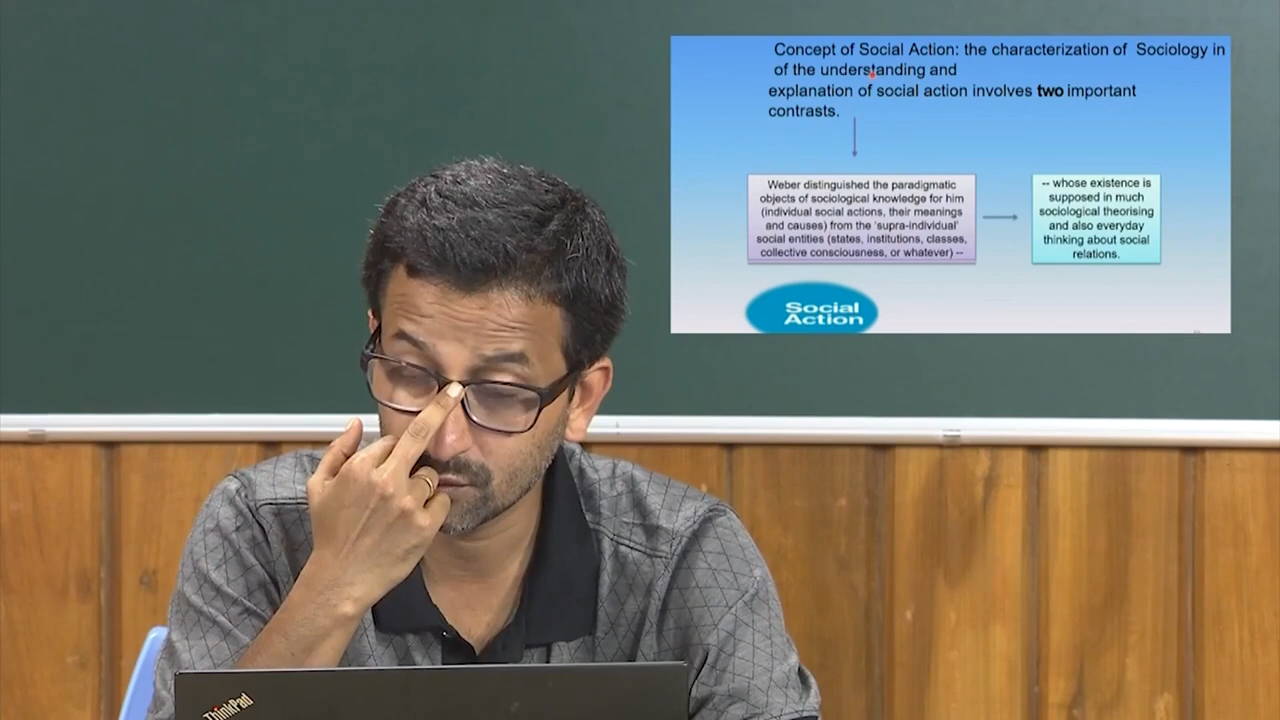 Concept of Social Action: the characterization of Sociology in
of the understanding and
explanation of social action involves two important
contrasts.
Weber distinguished the paradigmatic
objects of sociological knowledge for him
(individual social actions, their meanings
and causes) from the 'supra-individual'
social entities (states, institutions, classes,
collective consciousness, or whatever) --
-- whose existence is
supposed in much
sociological theorising
and also everyday
thinking about social
relations.
Social
Action
ThinkPad